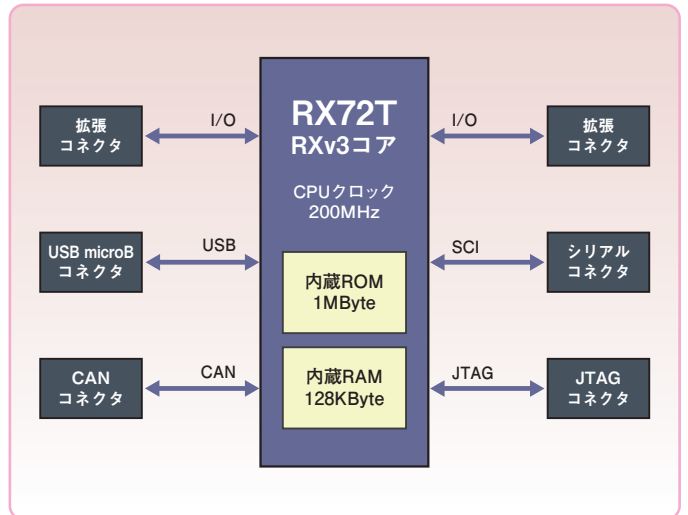 RX72T
RXv3コア
CPUクロック
200MHz
内蔵ROM
1MByte
内蔵RAM
128KByte
拡張
コネクタ
I/O
USB microB
コネクタ
USB
CAN
コネクタ
CAN
I/O
拡張
コネクタ
SCI
シリアル
コネクタ
JTAG
JTAG
コネクタ